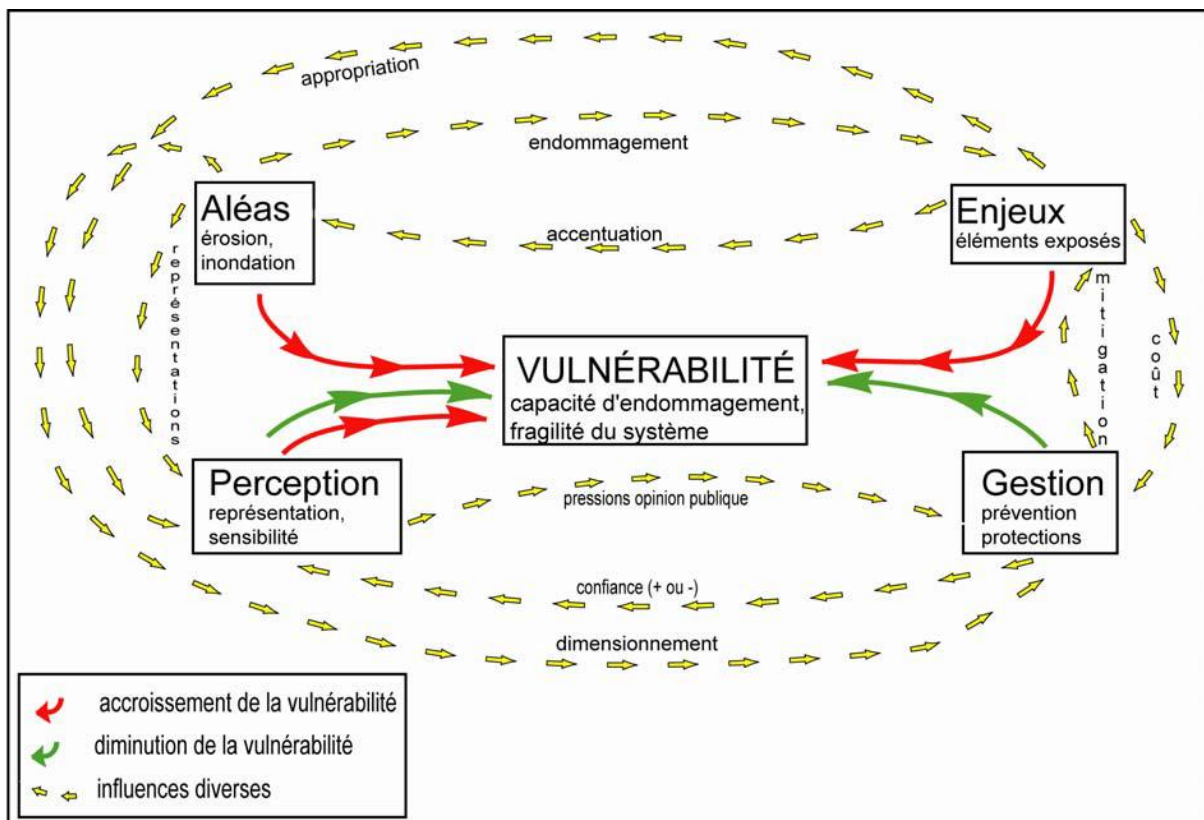 appropriation
endommagement
Aléas
érosion,
inondation
accentuation
Enjeux
éléments exposés
représentations
mitigation
coût
VULNÉRABILITÉ
capacité d'endommagement,
fragilité du système
Perception
représentation,
sensibilité
pressions opinion publique
Gestion
prévention
protections
confiance (+ ou -)
dimensionnement
accroissement de la vulnérabilité
diminution de la vulnérabilité
influences diverses